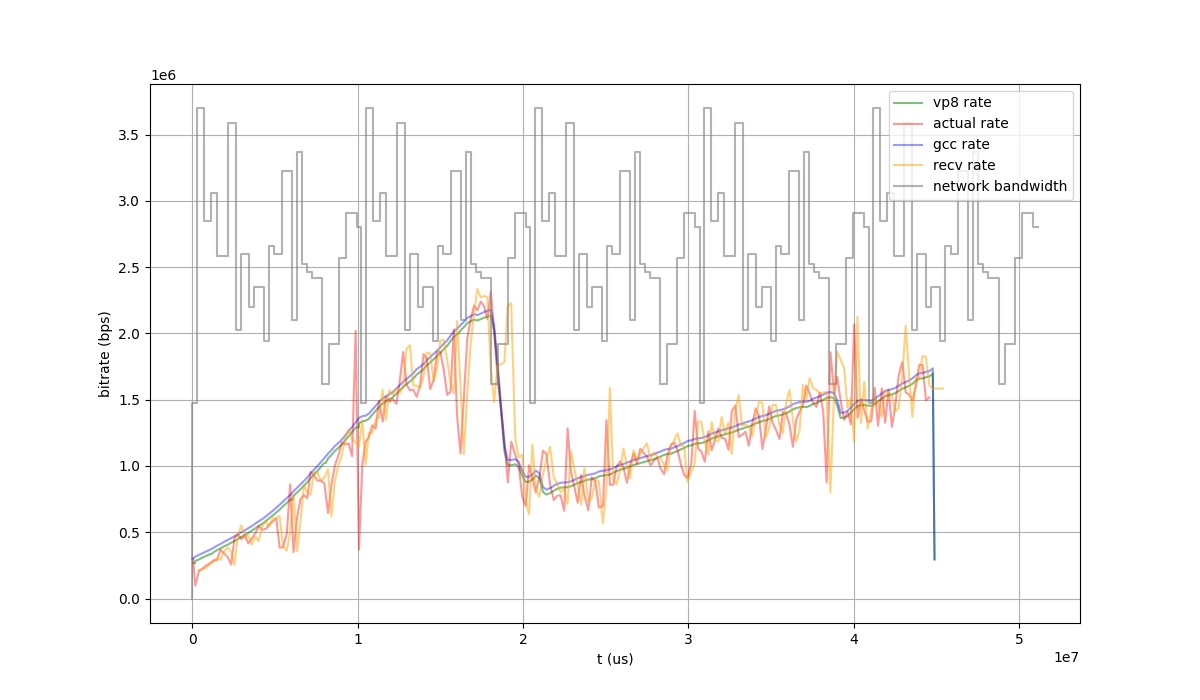 1e6
3.5
3.0
2.5
2.0
1.5
1.0
0.5
0.0
bitrate (bps)
vp8 rate
actual rate
gcc rate
recv rate
network bandwidth
0
1
2
3
4
5
t (us)
1e7